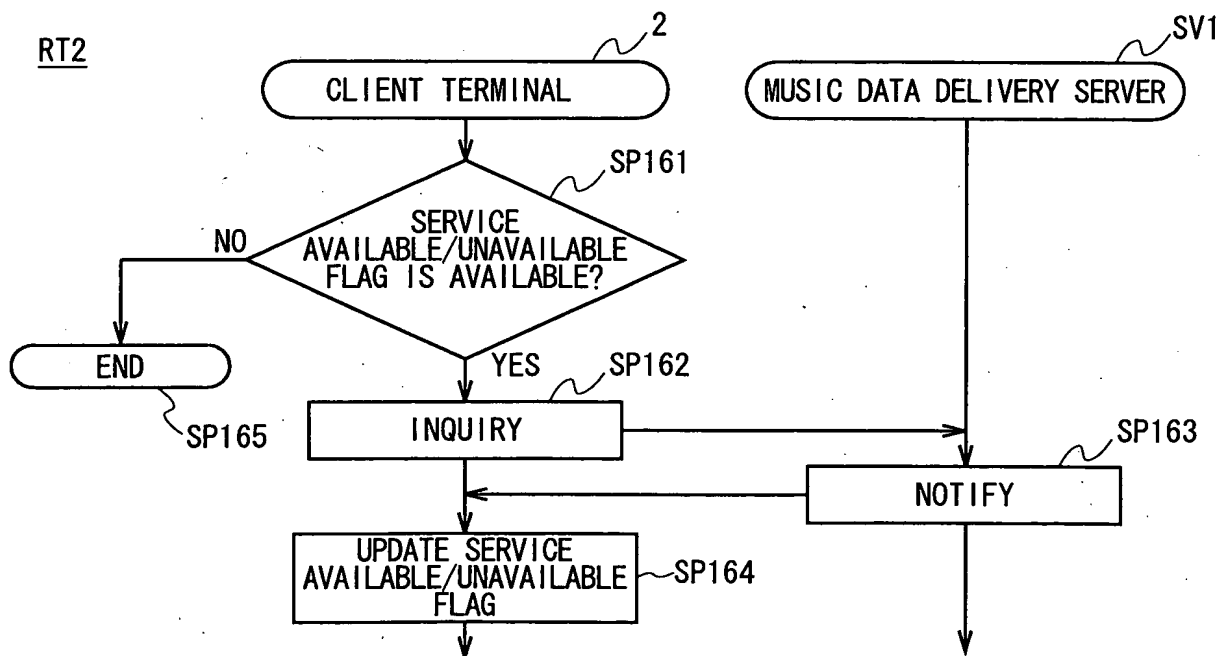 RT2
2
SV1
CLIENT TERMINAL
MUSIC DATA DELIVERY SERVER
SP161
SERVICE
AVAILABLE/UNAVAILABLE
FLAG IS AVAILABLE?
NO
END
SP165
YES
SP162
INQUIRY
SP163
NOTIFY
UPDATE SERVICE
AVAILABLE/UNAVAILABLE
FLAG
SP164